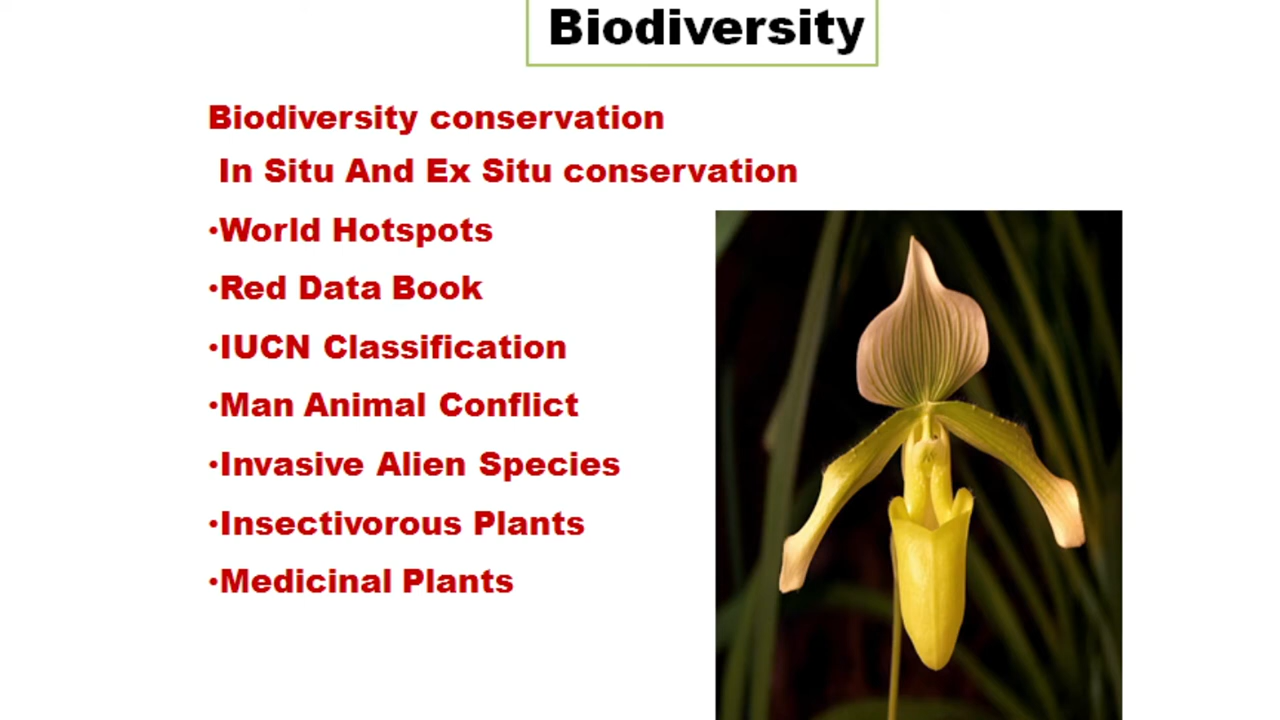 Biodiversity
Biodiversity conservation
In Situ And Ex Situ conservation
•World Hotspots
•Red Data Book
•IUCN Classification
•Man Animal Conflict
•Invasive Alien Species
•Insectivorous Plants
•Medicinal Plants